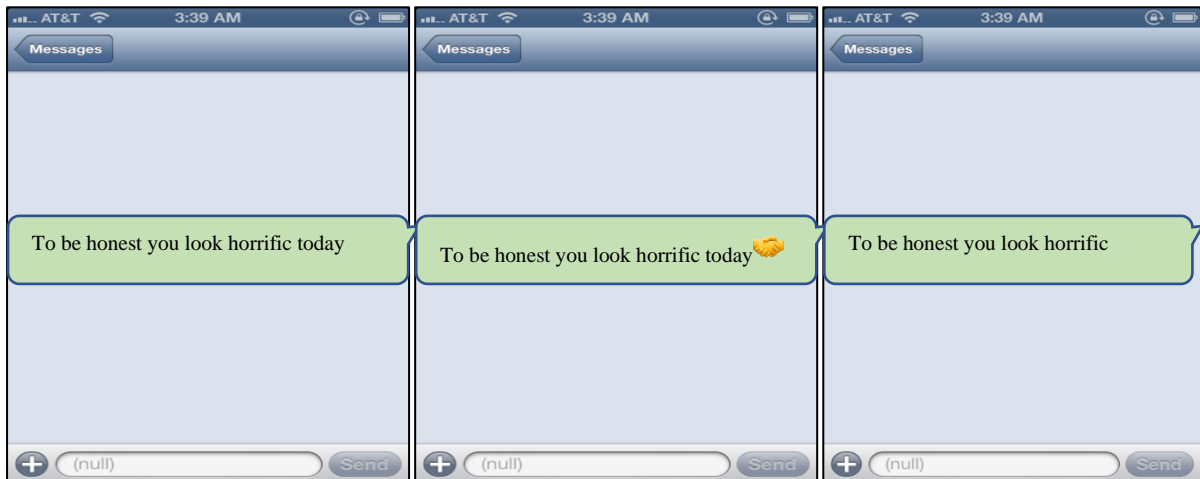 AT&T 3:39 AM
Messages
To be honest you look horrific today
(null) Send
AT&T 3:39 AM
Messages
To be honest you look horrific today🤝
(null) Send
AT&T 3:39 AM
Messages
To be honest you look horrific
(null) Send